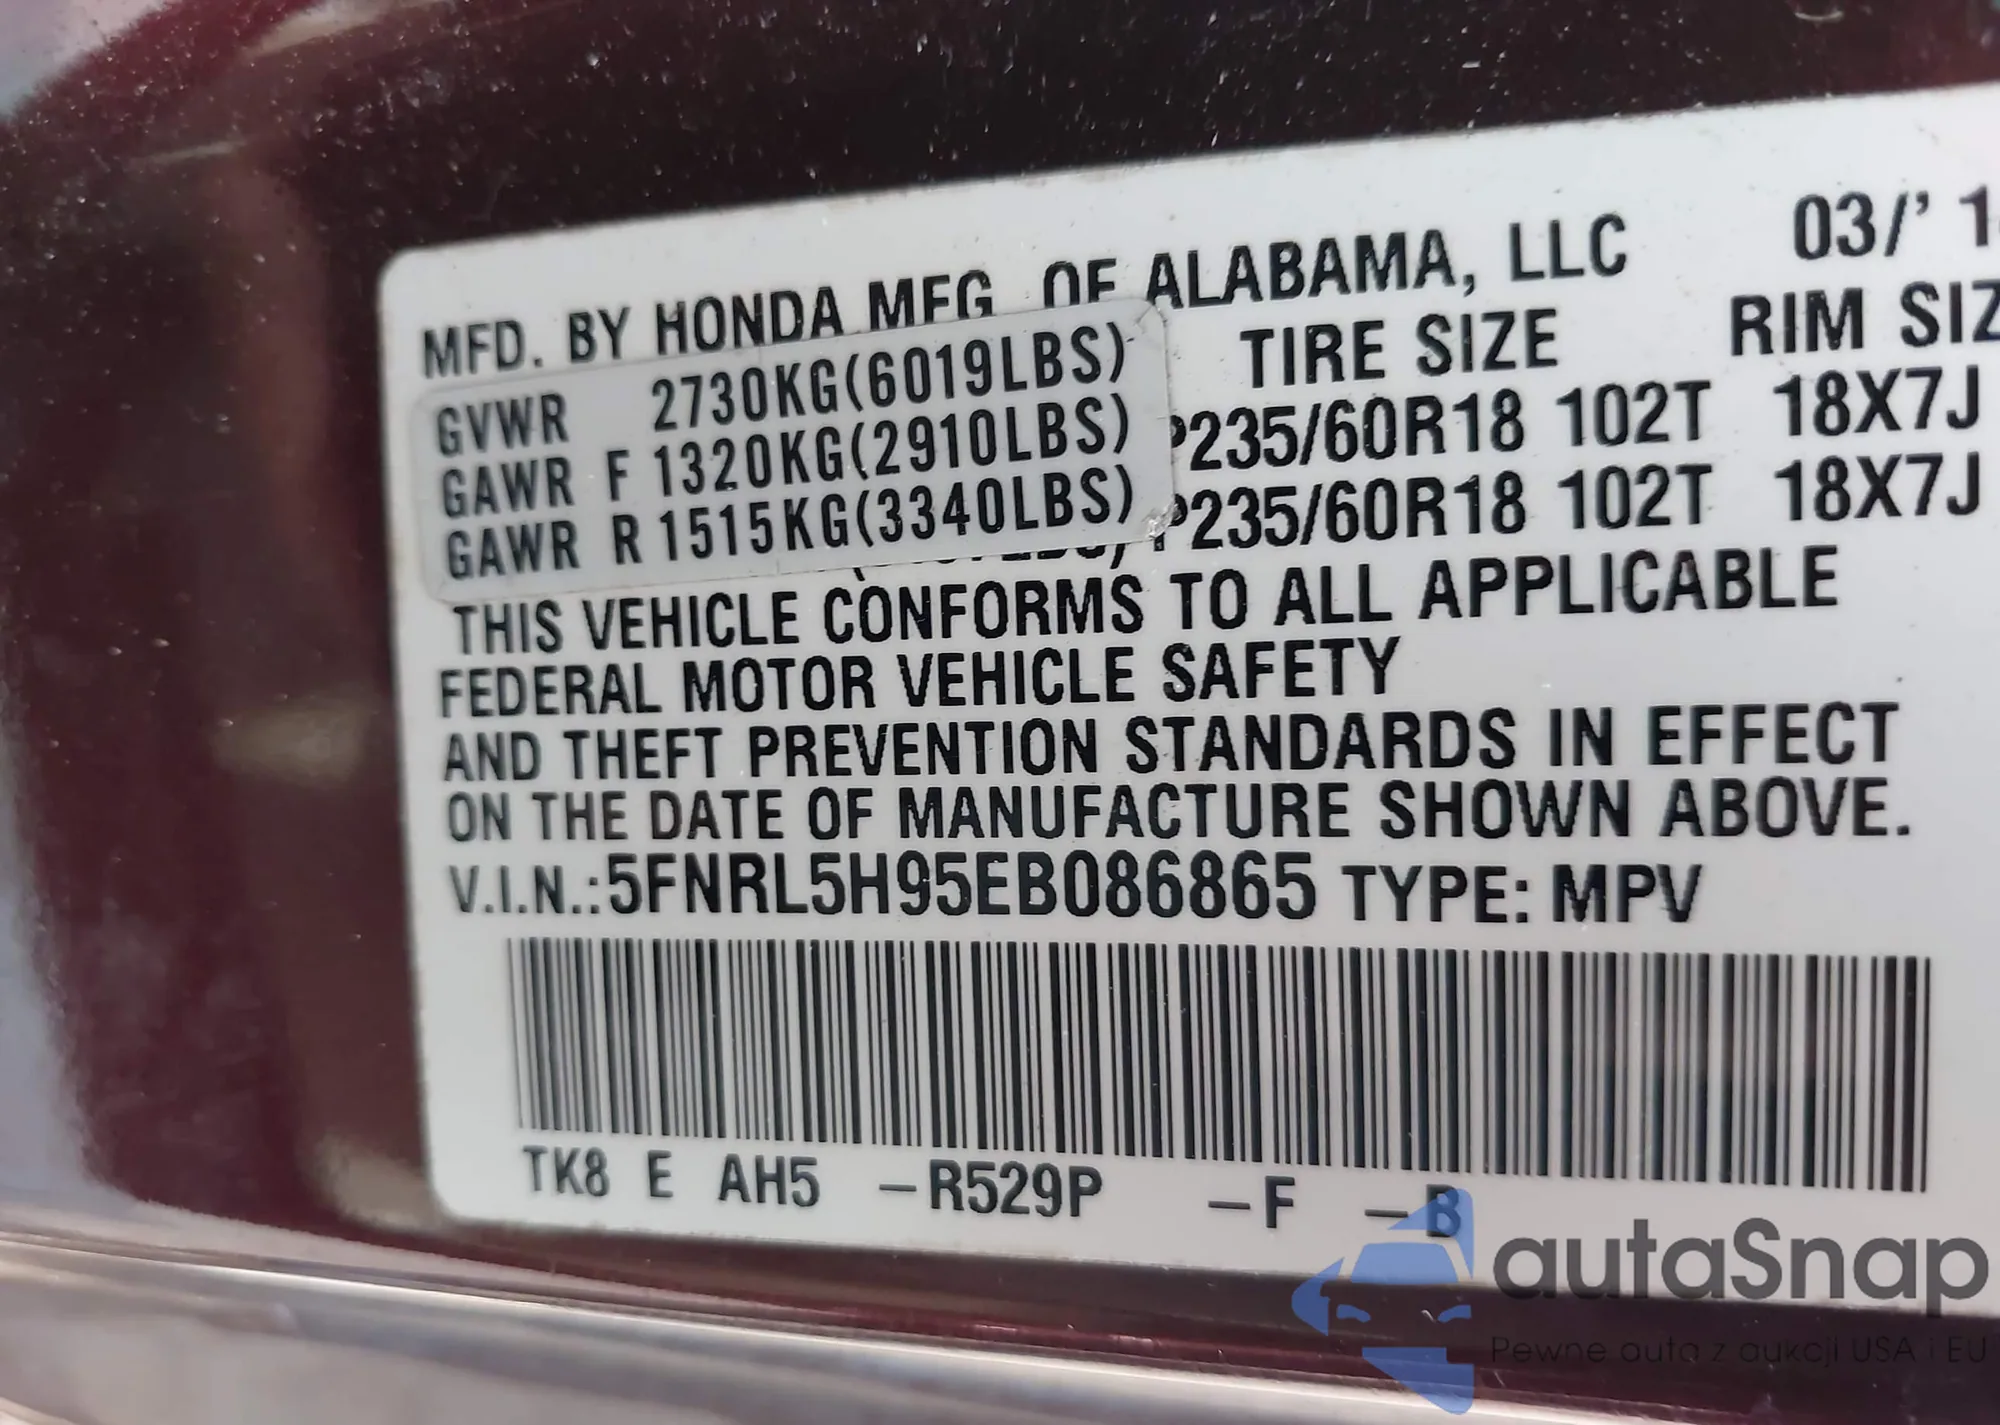 MFD. BY HONDA MFG. OF ALABAMA, LLC 03/'1
TIRE SIZE RIM SIZ
GVWR 2730KG(6019LBS)
GAWR F 1320KG(2910LBS) P235/60R18 102T 18X7J
GAWR R 1515KG(3340LBS) P235/60R18 102T 18X7J
THIS VEHICLE CONFORMS TO ALL APPLICABLE
FEDERAL MOTOR VEHICLE SAFETY
AND THEFT PREVENTION STANDARDS IN EFFECT
ON THE DATE OF MANUFACTURE SHOWN ABOVE.
V.I.N.:5FNRL5H95EB086865 TYPE: MPV
TK8 E AH5 –R529P –F –B
autaSnap
Pewne auta z aukcji USA i EU